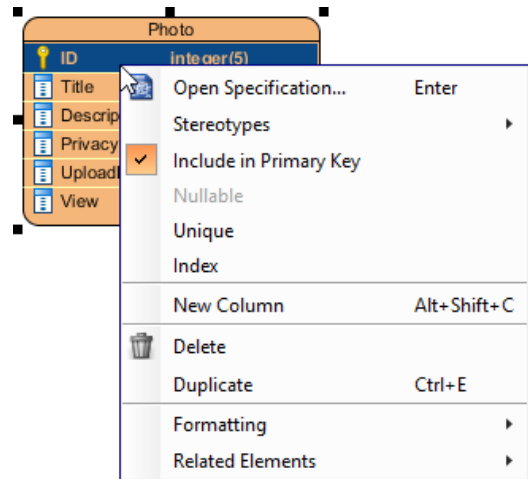 Photo
ID integer(5)
Title
Descrip
Privacy
Upload
View
Open Specification... Enter
Stereotypes
Include in Primary Key
Nullable
Unique
Index
New Column Alt+Shift+C
Delete
Duplicate Ctrl+E
Formatting
Related Elements